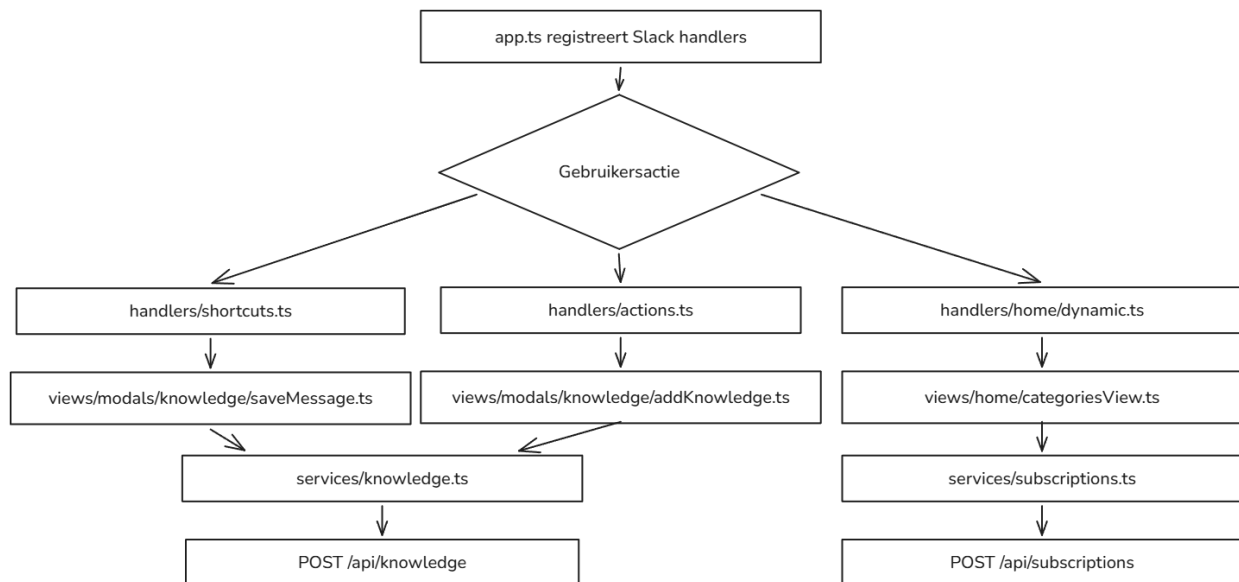 app.ts registreert Slack handlers
Gebruikersactie
handlers/shortcuts.ts
handlers/actions.ts
handlers/home/dynamic.ts
views/modals/knowledge/saveMessage.ts
views/modals/knowledge/addKnowledge.ts
views/home/categoriesView.ts
services/knowledge.ts
services/subscriptions.ts
POST /api/knowledge
POST /api/subscriptions